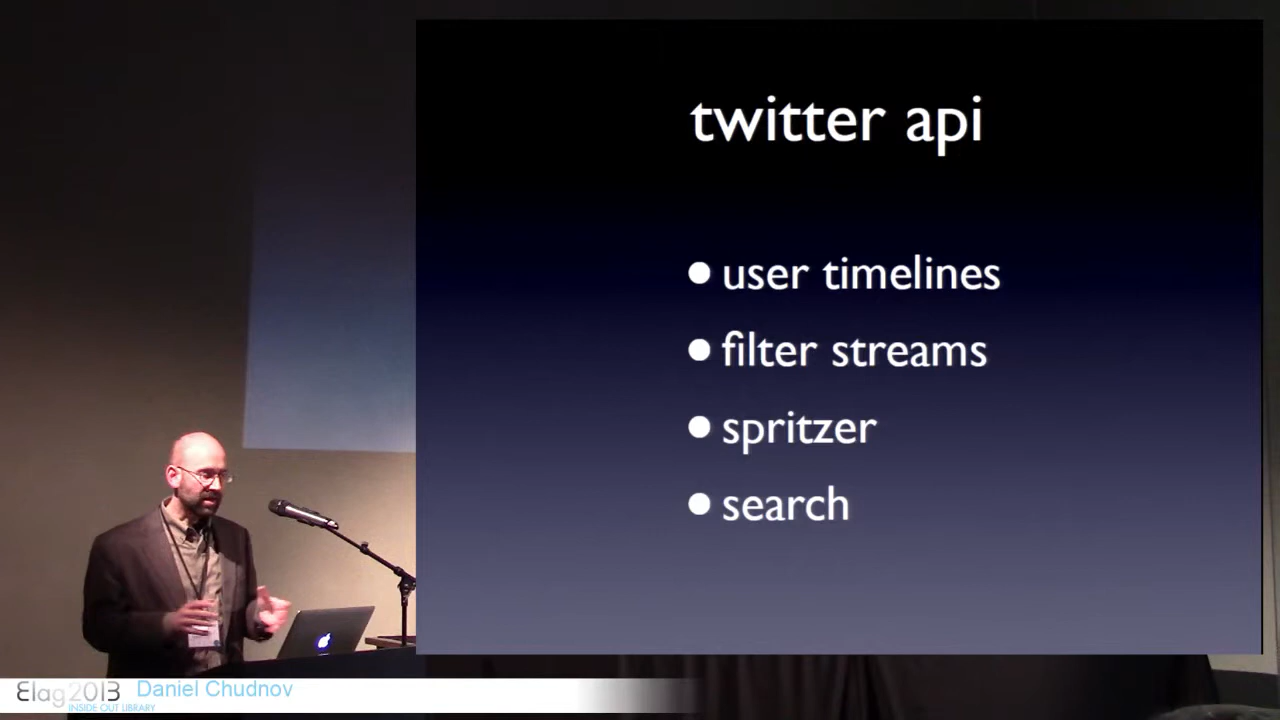 twitter api
• user timelines
• filter streams
• spritzer
• search
Elag2013 Daniel Chudnov
INSIDE OUT LIBRARY